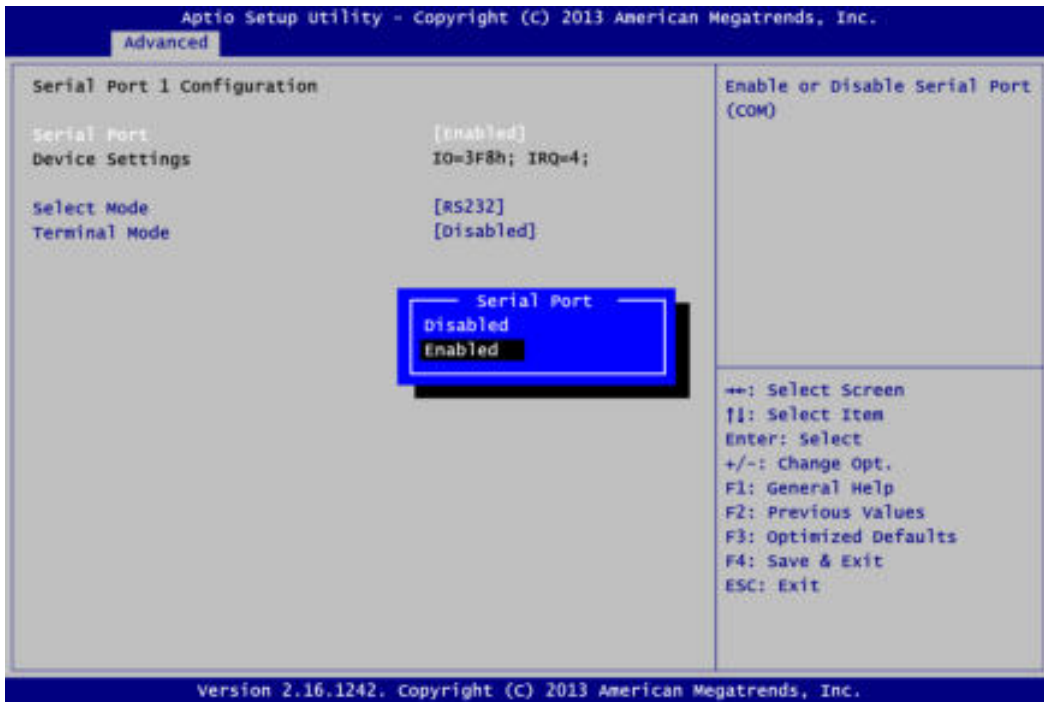 Aptio Setup Utility - Copyright (C) 2013 American Megatrends, Inc.
Advanced
Serial Port 1 Configuration
Serial Port [Enabled]
Device Settings IO=3F8h; IRQ=4;
Select Mode [RS232]
Terminal Mode [Disabled]
Serial Port
Disabled
Enabled
Enable or Disable Serial Port
(COM)
→←: Select Screen
↑↓: Select Item
Enter: Select
+/-: Change Opt.
F1: General Help
F2: Previous Values
F3: Optimized Defaults
F4: Save & Exit
ESC: Exit
Version 2.16.1242. Copyright (C) 2013 American Megatrends, Inc.